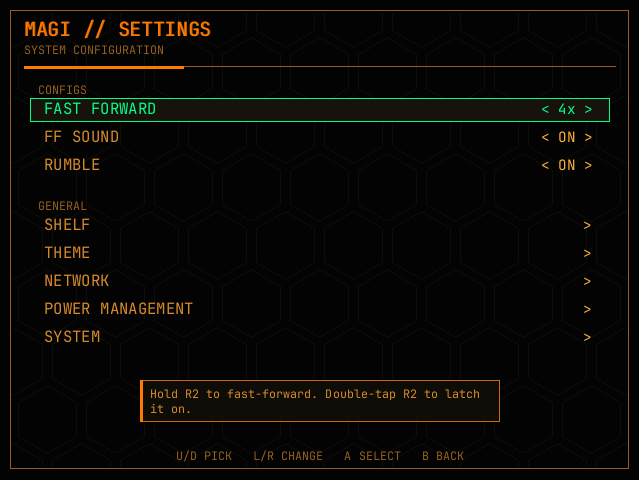 MAGI // SETTINGS
SYSTEM CONFIGURATION
CONFIGS
FAST FORWARD < 4x >
FF SOUND < ON >
RUMBLE < ON >
GENERAL
SHELF >
THEME >
NETWORK >
POWER MANAGEMENT >
SYSTEM >
Hold R2 to fast-forward. Double-tap R2 to latch
it on.
U/D PICK L/R CHANGE A SELECT B BACK